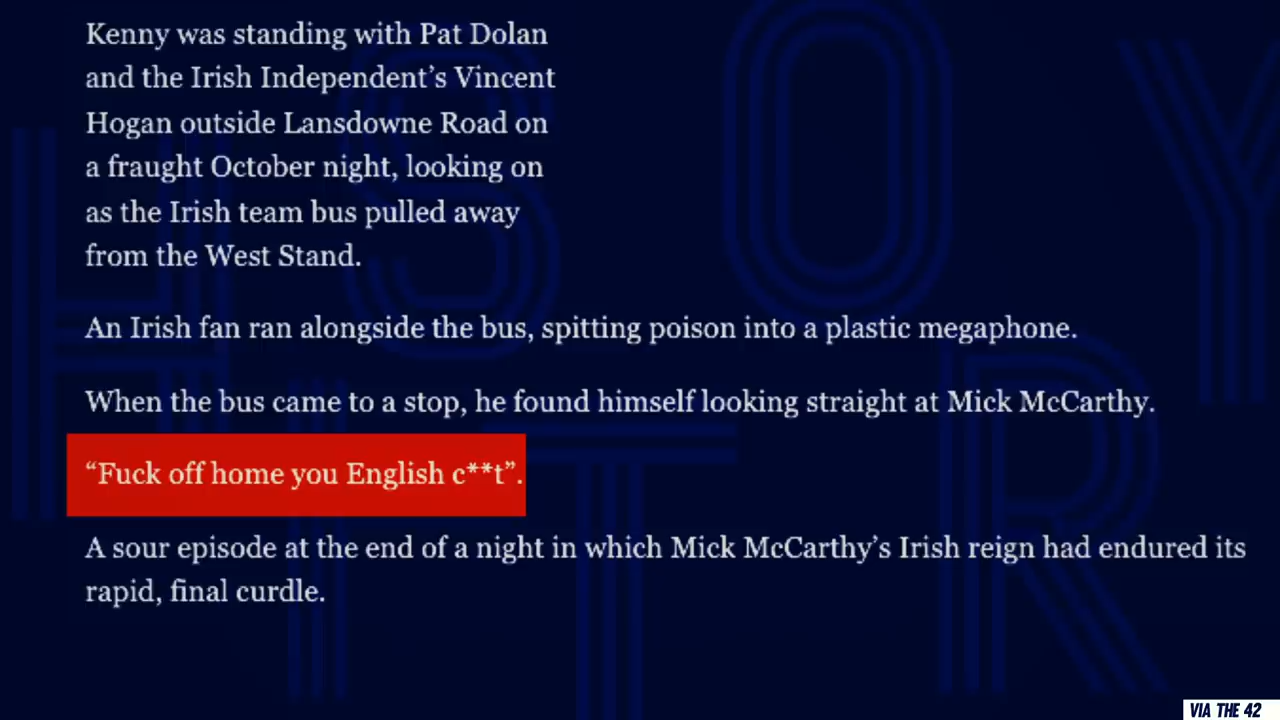 Kenny was standing with Pat Dolan
and the Irish Independent’s Vincent
Hogan outside Lansdowne Road on
a fraught October night, looking on
as the Irish team bus pulled away
from the West Stand.
An Irish fan ran alongside the bus, spitting poison into a plastic megaphone.
When the bus came to a stop, he found himself looking straight at Mick McCarthy.
“Fuck off home you English c**t”.
A sour episode at the end of a night in which Mick McCarthy’s Irish reign had endured its
rapid, final curdle.
VIA THE 42